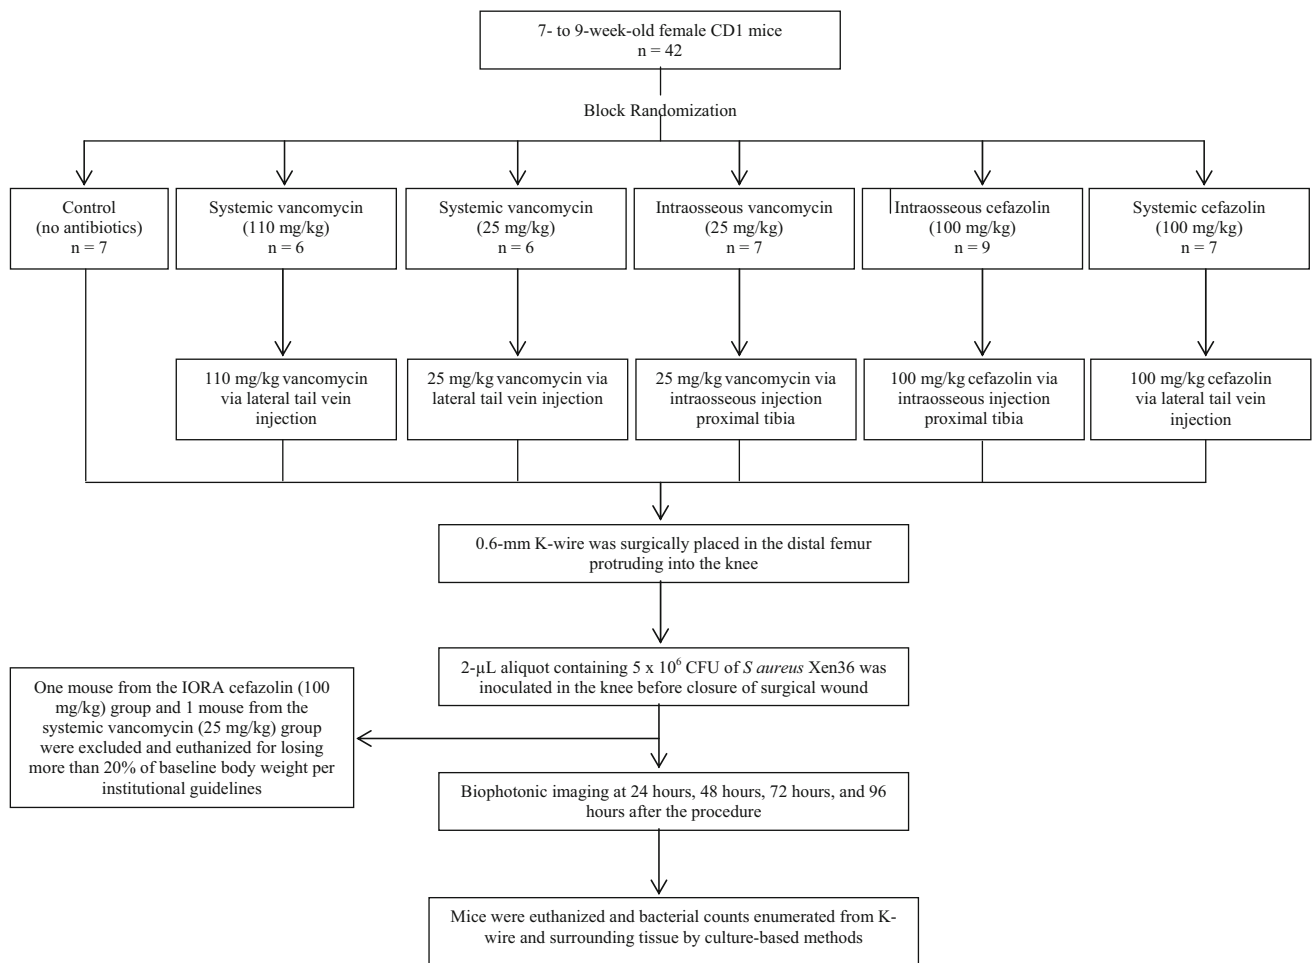 7- to 9-week-old female CD1 mice
n = 42
Block Randomization
Control
(no antibiotics)
n = 7
Systemic vancomycin
(110 mg/kg)
n = 6
Systemic vancomycin
(25 mg/kg)
n = 6
Intraosseous vancomycin
(25 mg/kg)
n = 7
Intraosseous cefazolin
(100 mg/kg)
n = 9
Systemic cefazolin
(100 mg/kg)
n = 7
110 mg/kg vancomycin
via lateral tail vein
injection
25 mg/kg vancomycin via
lateral tail vein injection
25 mg/kg vancomycin via
intraosseous injection
proximal tibia
100 mg/kg cefazolin via
intraosseous injection
proximal tibia
100 mg/kg cefazolin
via lateral tail vein
injection
0.6-mm K-wire was surgically placed in the distal femur
protruding into the knee
2-µL aliquot containing 5 x 10⁶ CFU of S aureus Xen36 was
inoculated in the knee before closure of surgical wound
One mouse from the IORA cefazolin (100
mg/kg) group and 1 mouse from the
systemic vancomycin (25 mg/kg) group
were excluded and euthanized for losing
more than 20% of baseline body weight per
institutional guidelines
Biophotonic imaging at 24 hours, 48 hours, 72 hours, and 96
hours after the procedure
Mice were euthanized and bacterial counts enumerated from K-
wire and surrounding tissue by culture-based methods